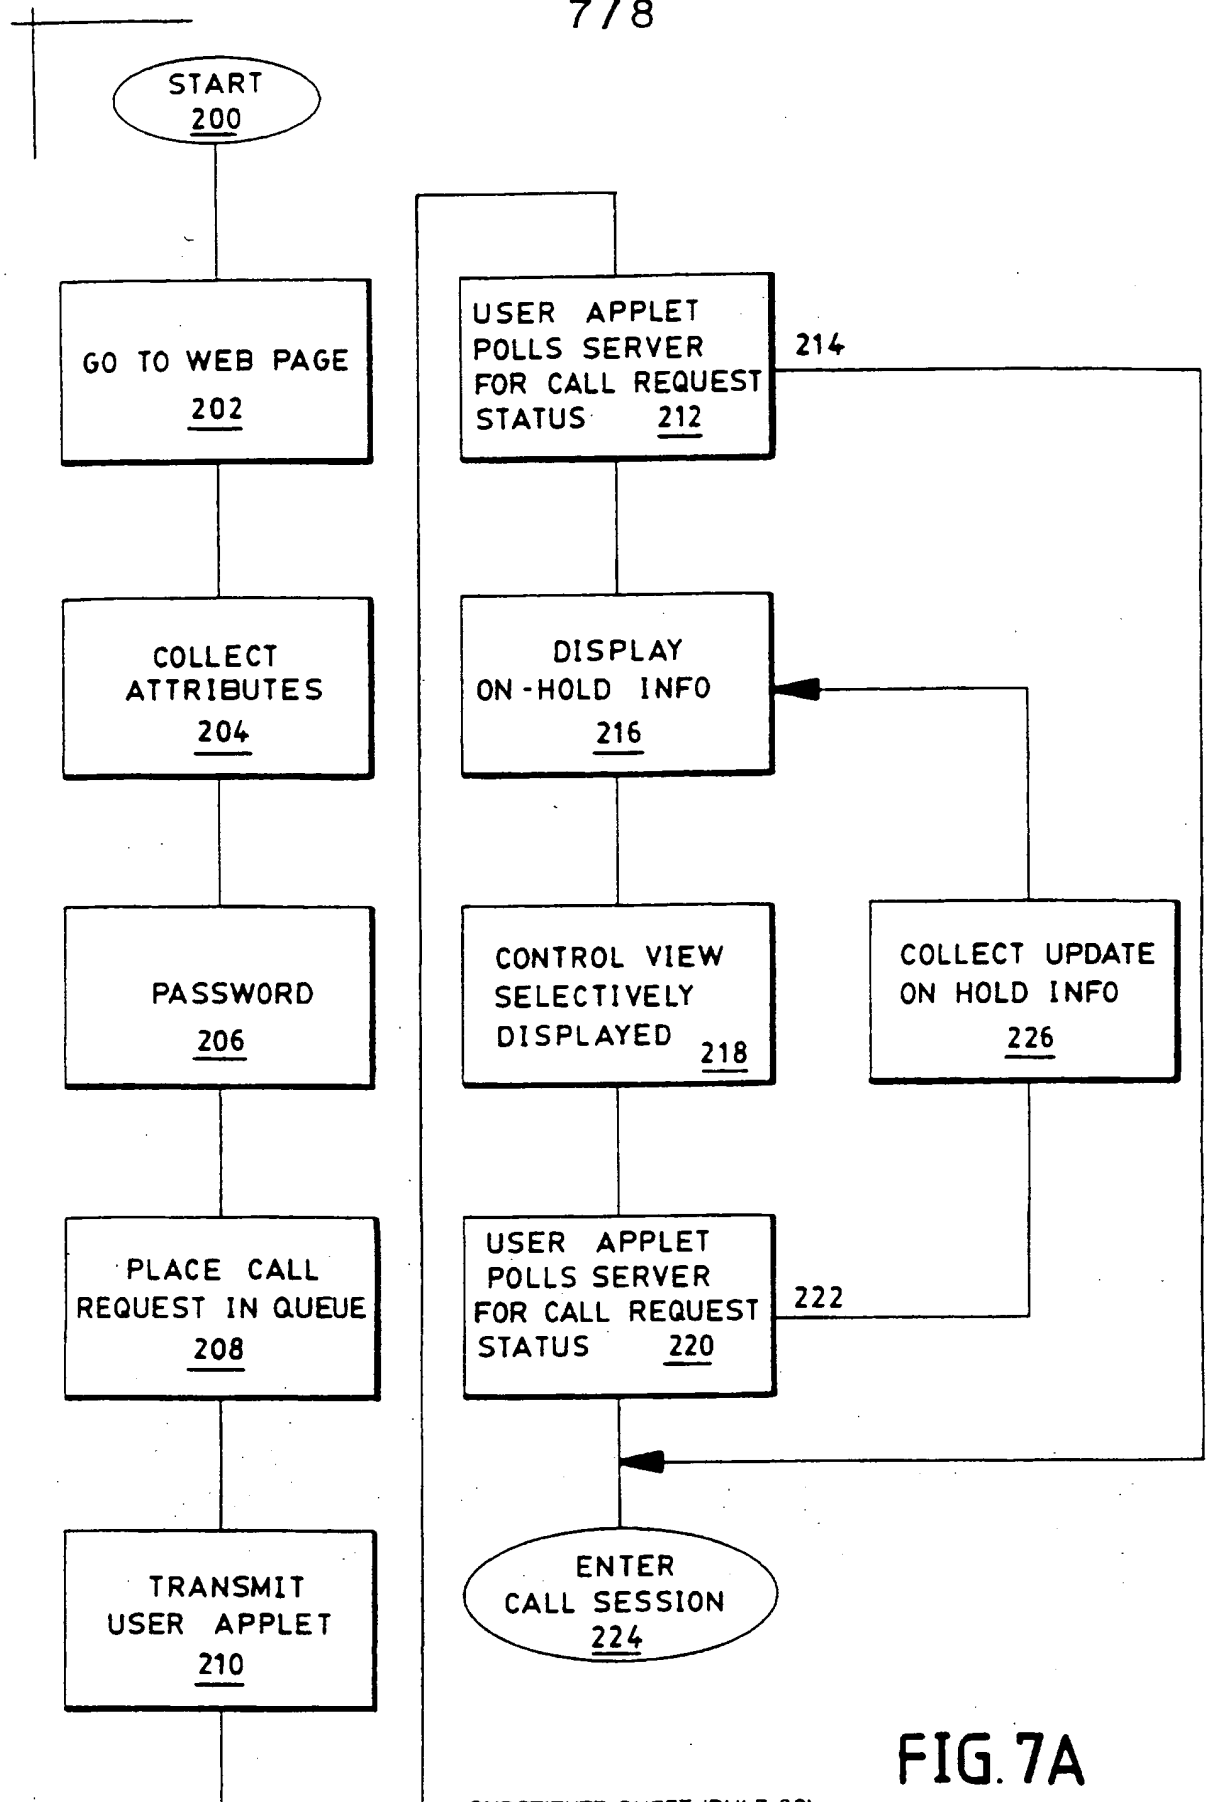 7/8
START
200
GO TO WEB PAGE
202
COLLECT
ATTRIBUTES
204
PASSWORD
206
PLACE CALL
REQUEST IN QUEUE
208
TRANSMIT
USER APPLET
210
USER APPLET
POLLS SERVER
FOR CALL REQUEST
STATUS 212
214
DISPLAY
ON-HOLD INFO
216
CONTROL VIEW
SELECTIVELY
DISPLAYED 218
USER APPLET
POLLS SERVER
FOR CALL REQUEST
STATUS 220
222
COLLECT UPDATE
ON HOLD INFO
226
ENTER
CALL SESSION
224
FIG. 7A